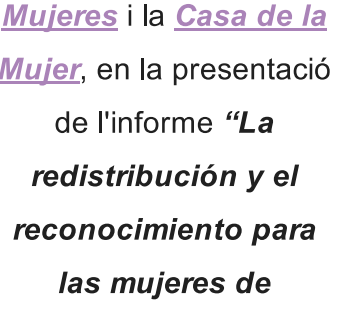 Mujeres i la Casa de la
Mujer, en la presentació
de l'informe “La
redistribución y el
reconocimiento para
las mujeres de